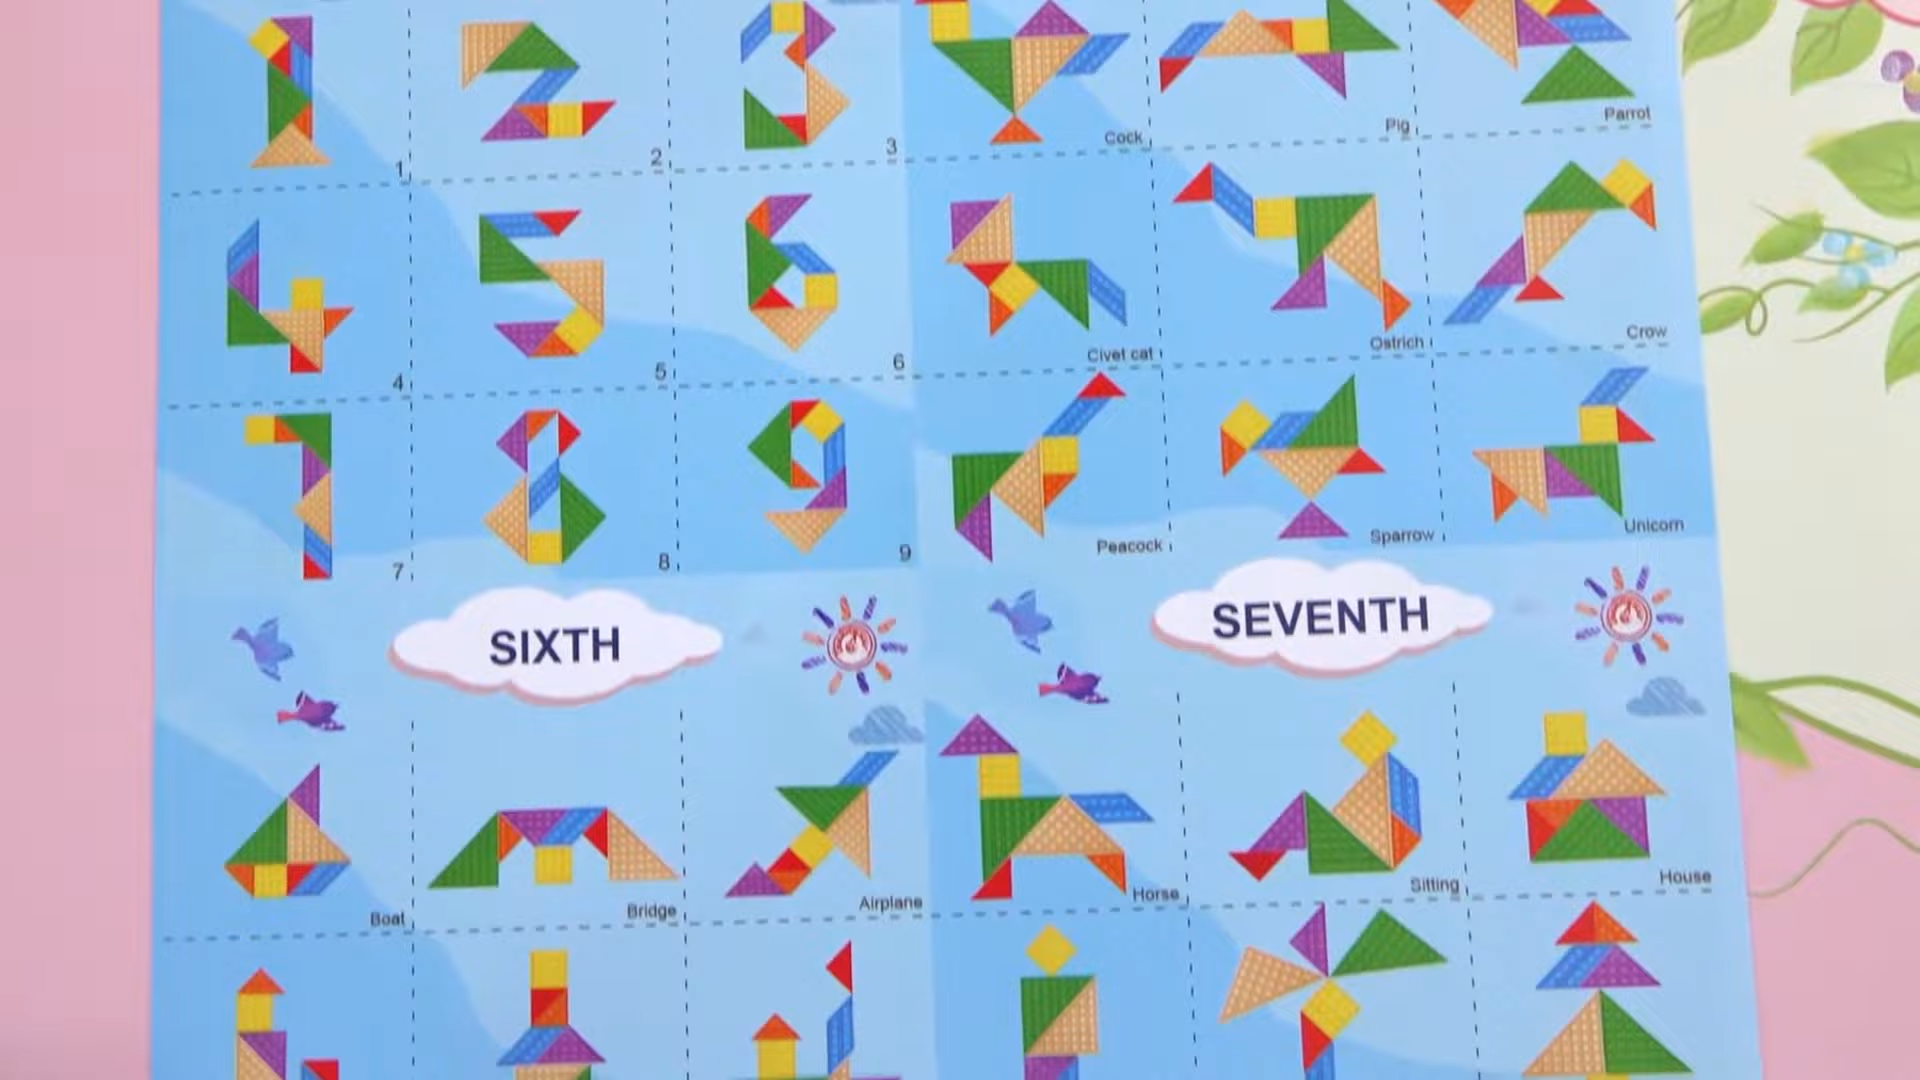 1
2
3
Cock
Pig
Parrot
4
5
6
Civet cat
Ostrich
Crow
7
8
9
Peacock
Sparrow
Unicorn
SIXTH
SEVENTH
Boat
Bridge
Airplane
Horse
Sitting
House